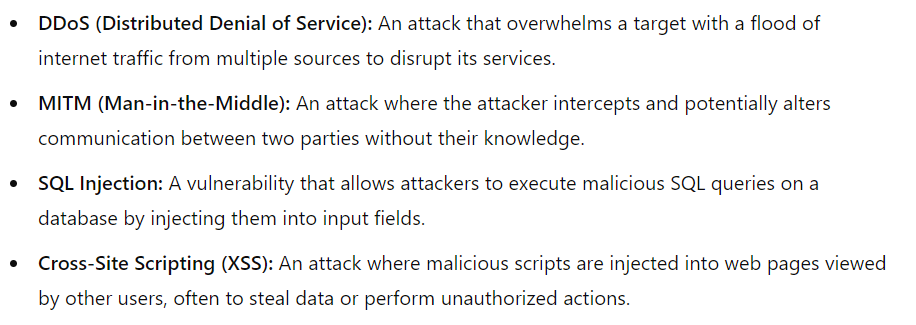 • DDoS (Distributed Denial of Service): An attack that overwhelms a target with a flood of
internet traffic from multiple sources to disrupt its services.
• MITM (Man-in-the-Middle): An attack where the attacker intercepts and potentially alters
communication between two parties without their knowledge.
• SQL Injection: A vulnerability that allows attackers to execute malicious SQL queries on a
database by injecting them into input fields.
• Cross-Site Scripting (XSS): An attack where malicious scripts are injected into web pages viewed
by other users, often to steal data or perform unauthorized actions.